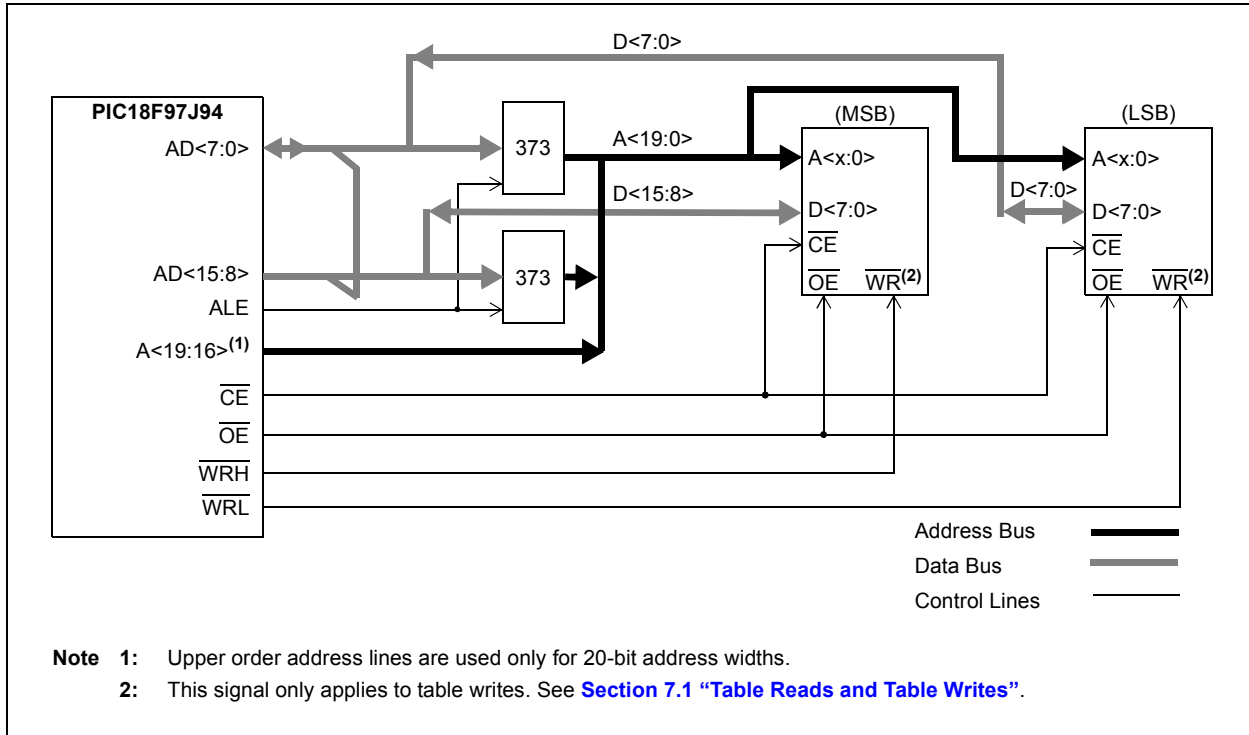 D<7:0>
PIC18F97J94
(MSB)
(LSB)
AD<7:0>
373
A<19:0>
A<x:0>
A<x:0>
D<15:8>
D<7:0>
D<7:0>
D<7:0>
CE
CE
AD<15:8>
373
OE
WR(2)
OE
WR(2)
ALE
A<19:16>(1)
CE
OE
WRH
WRL
Address Bus
Data Bus
Control Lines
Note 1: Upper order address lines are used only for 20-bit address widths.
2: This signal only applies to table writes. See Section 7.1 “Table Reads and Table Writes”.